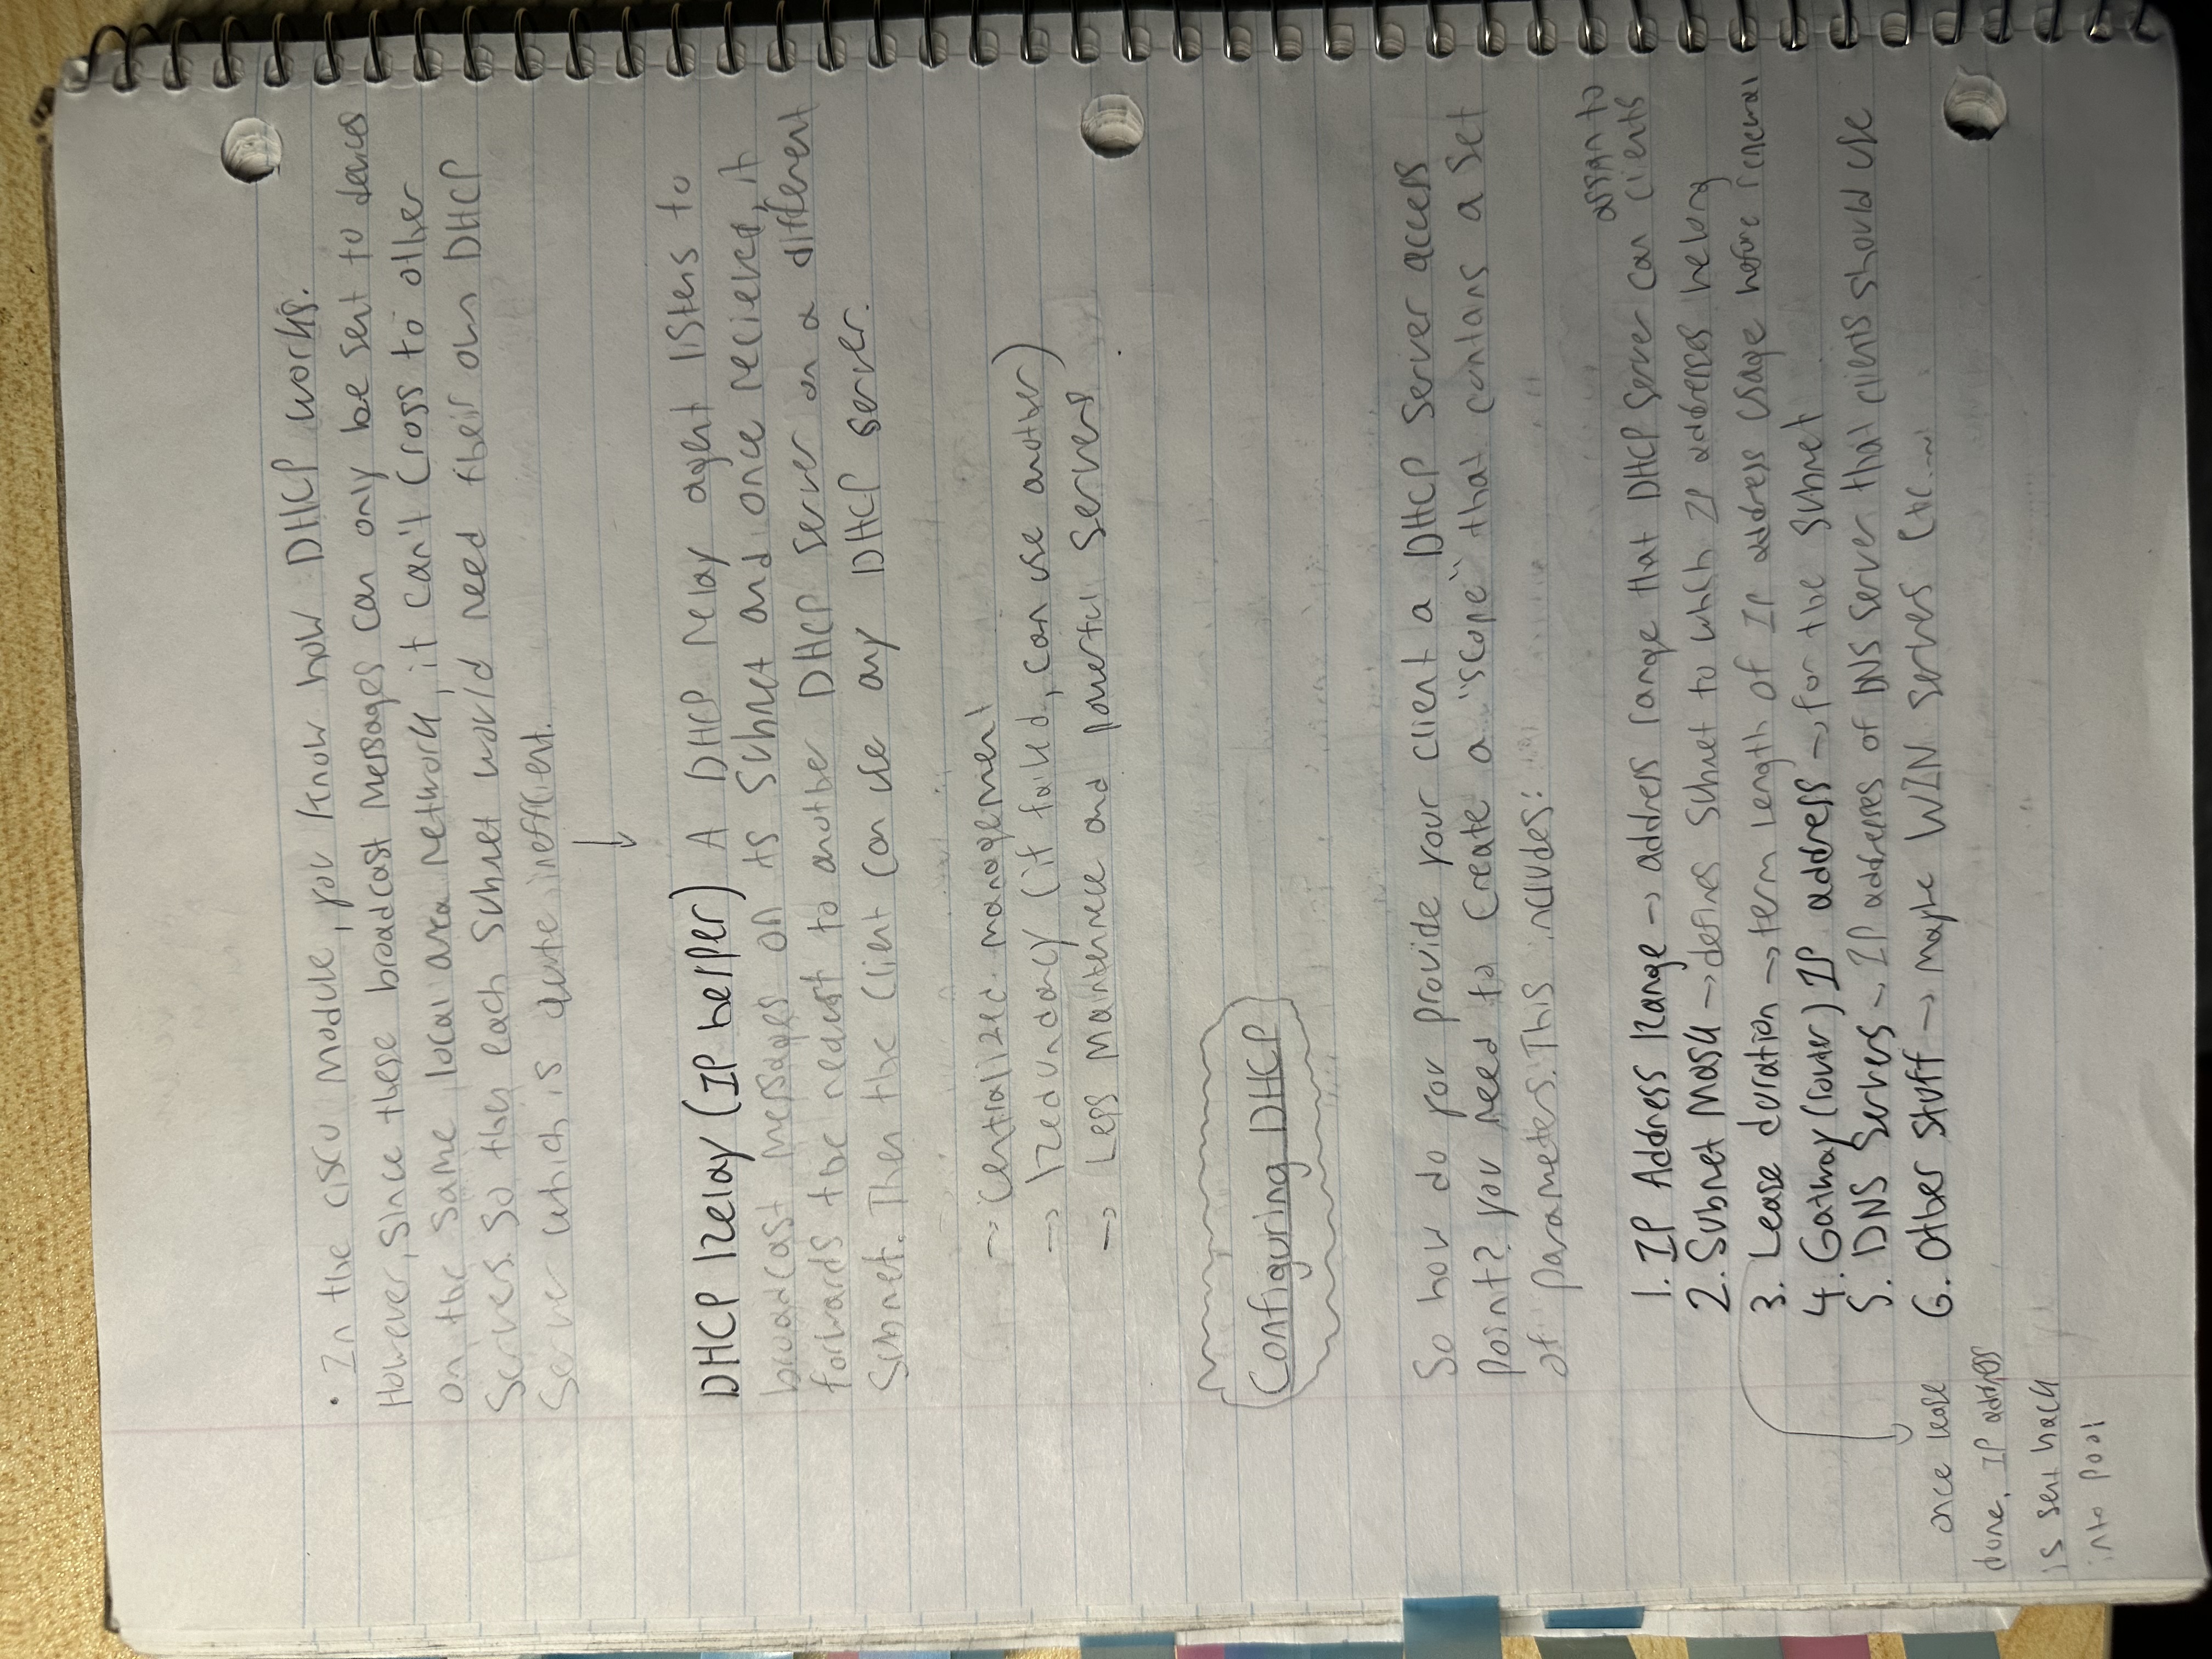 • In the cisco module, you know how DHCP works.
However, since these broadcast messages can only be sent to devices
on the same local area network, it can't cross to other
servers. So then each subnet would need their own DHCP
server which is quite inefficient.
DHCP Relay (IP helper) A DHCP relay agent listens to
broadcast messages on its subnet and once recieved, it
forwards the request to another DHCP server on a different
subnet. Then the client can use any DHCP server.
→ Centralized management
→ Redundancy (if failed, can use another)
→ Less maintennece and powerful servers
Configuring DHCP
So how do you provide your client a DHCP server access
point? you need to create a "scope" that contains a set
of parameters. This includes:
assign to
1. IP Address Range → address range that DHCP server can clients
2. Subnet Mask → defines subnet to which IP addresses belong
3. Lease duration → term length of IP address usage before renewal
4. Gatway (router) IP address → for the subnet
5. DNS Servers → IP addresses of DNS server that clients should use
6. Other stuff → maybe WIN servers etc....
once lease
done, IP address
is sent back
into pool